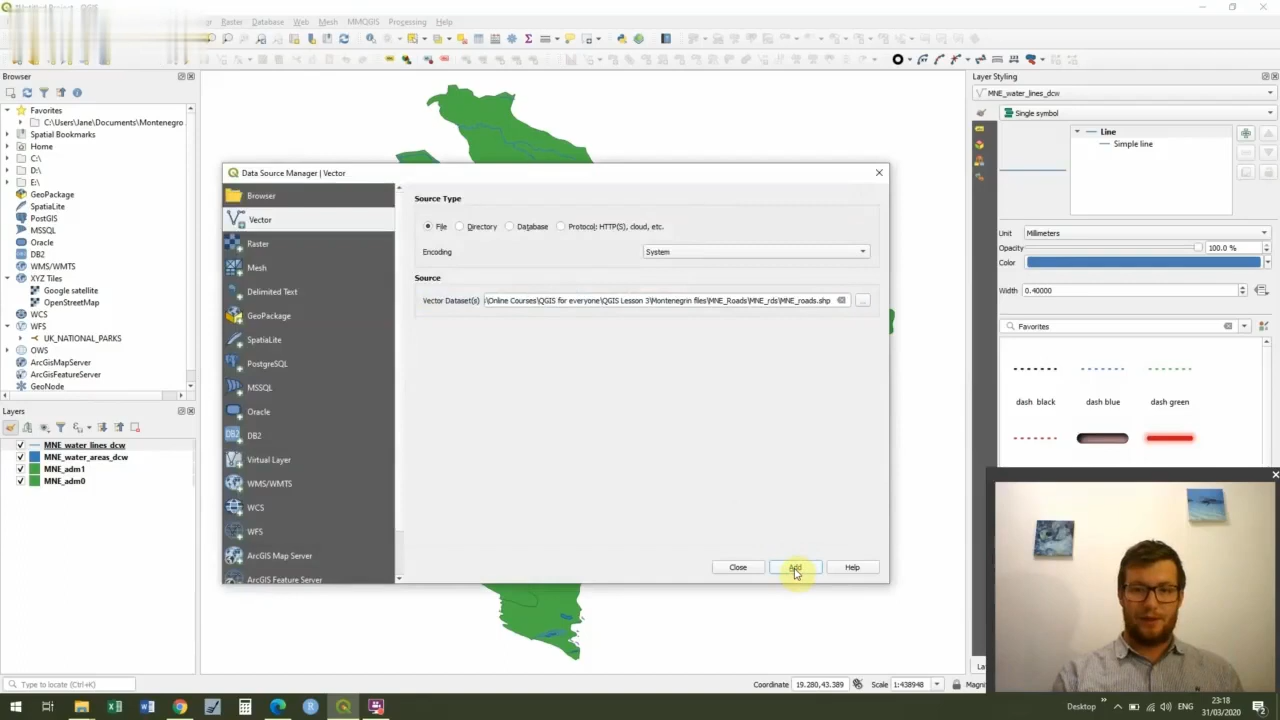 Untitled Project - QGIS
Raster Database Web Mesh MMQGIS Processing Help
Browser
Favorites
C:\Users\Jane\Documents\Montenegro
Spatial Bookmarks
Home
C:\
D:\
E:\
GeoPackage
SpatiaLite
PostGIS
MSSQL
Oracle
DB2
WMS/WMTS
XYZ Tiles
Google satellite
OpenStreetMap
WCS
WFS
UK_NATIONAL_PARKS
OWS
ArcGisMapServer
ArcGisFeatureServer
GeoNode
Layers
MNE_water_lines_dcw
MNE_water_areas_dcw
MNE_adm1
MNE_adm0
Type to locate (Ctrl+K)
Data Source Manager | Vector
Browser
Vector
Raster
Mesh
Delimited Text
GeoPackage
SpatiaLite
PostgreSQL
MSSQL
Oracle
DB2
Virtual Layer
WMS/WMTS
WCS
WFS
ArcGIS Map Server
ArcGIS Feature Server
Source Type
File Directory Database Protocol: HTTP(S), cloud, etc.
Encoding System
Source
Vector Dataset(s) \Online Courses\QGIS for everyone\QGIS Lesson 3\Montenegrin files\MNE_Roads\MNE_rds\MNE_roads.shp ...
Close Add Help
Layer Styling
MNE_water_lines_dcw
Single symbol
Line
Simple line
Unit Millimeters
Opacity 100.0 %
Color
Width 0.40000
Favorites
dash black dash blue dash green
Coordinate 19.280,43.389 Scale 1:438948 Magni
Desktop
ENG
23:18
31/03/2020